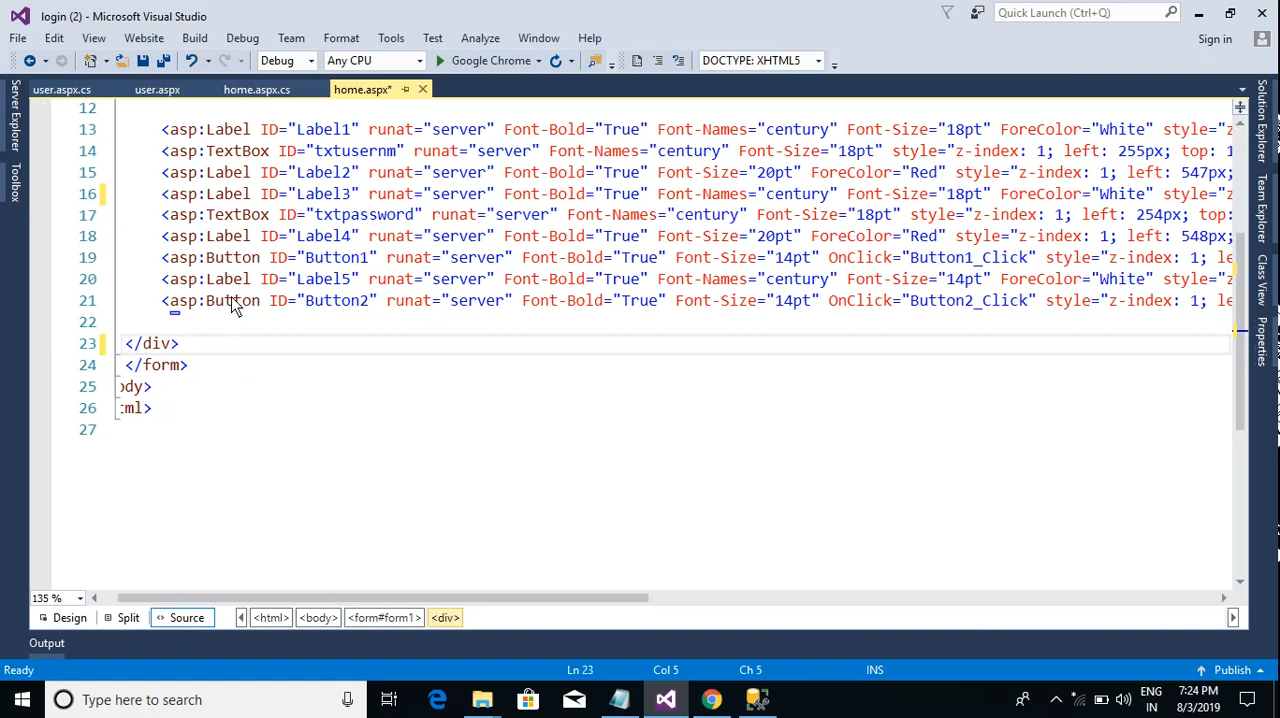 login (2) - Microsoft Visual Studio
Quick Launch (Ctrl+Q)
File Edit View Website Build Debug Team Format Tools Test Analyze Window Help
Sign in
Debug Any CPU Google Chrome DOCTYPE: XHTML5
user.aspx.cs user.aspx home.aspx.cs home.aspx*
Server Explorer
Toolbox
12
13 <asp:Label ID="Label1" runat="server" Font-Bold="True" Font-Names="century" Font-Size="18pt" ForeColor="White" style="z
14 <asp:TextBox ID="txtusernm" runat="server" Font-Names="century" Font-Size="18pt" style="z-index: 1; left: 255px; top: 1
15 <asp:Label ID="Label2" runat="server" Font-Bold="True" Font-Size="20pt" ForeColor="Red" style="z-index: 1; left: 547px;
16 <asp:Label ID="Label3" runat="server" Font-Bold="True" Font-Names="century" Font-Size="18pt" ForeColor="White" style="z
17 <asp:TextBox ID="txtpassword" runat="server" Font-Names="century" Font-Size="18pt" style="z-index: 1; left: 254px; top:
18 <asp:Label ID="Label4" runat="server" Font-Bold="True" Font-Size="20pt" ForeColor="Red" style="z-index: 1; left: 548px;
19 <asp:Button ID="Button1" runat="server" Font-Bold="True" Font-Size="14pt" OnClick="Button1_Click" style="z-index: 1; le
20 <asp:Label ID="Label5" runat="server" Font-Bold="True" Font-Names="century" Font-Size="14pt" ForeColor="White" style="z
21 <asp:Button ID="Button2" runat="server" Font-Bold="True" Font-Size="14pt" OnClick="Button2_Click" style="z-index: 1; le
22
23 </div>
24 </form>
25 ody>
26 tml>
27
Solution Explorer
Team Explorer
Class View
Properties
135 %
Design Split Source <html> <body> <form#form1> <div>
Output
Ready Ln 23 Col 5 Ch 5 INS Publish
Type here to search
ENG
IN
7:24 PM
8/3/2019